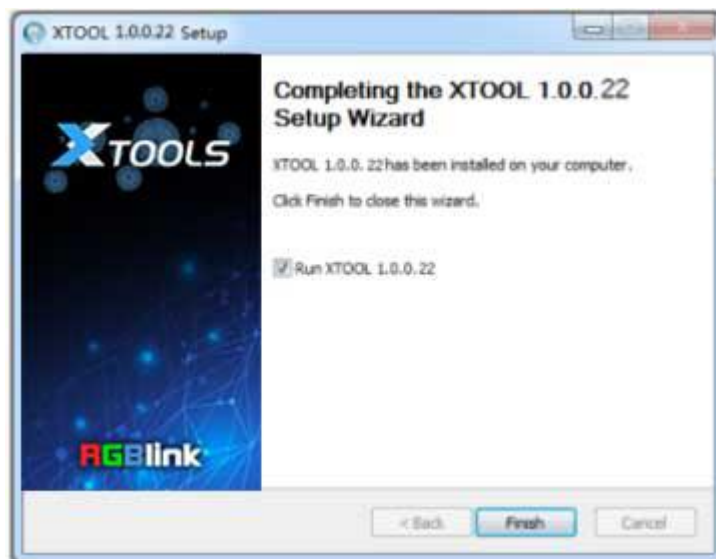 XTOOL 1.0.0.22 Setup
XTOOLS
Completing the XTOOL 1.0.0.22
Setup Wizard
XTOOL 1.0.0.22 has been installed on your computer.
Click Finish to close this wizard.
Run XTOOL 1.0.0.22
RGBlink
< Back
Finish
Cancel